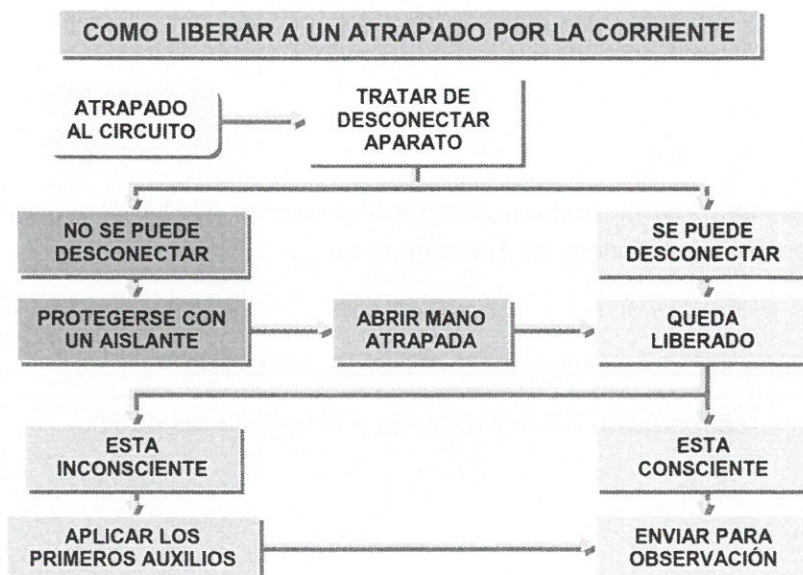 COMO LIBERAR A UN ATRAPADO POR LA CORRIENTE
ATRAPADO
AL CIRCUITO
TRATAR DE
DESCONECTAR
APARATO
NO SE PUEDE
DESCONECTAR
SE PUEDE
DESCONECTAR
PROTEGERSE CON
UN AISLANTE
ABRIR MANO
ATRAPADA
QUEDA
LIBERADO
ESTA
INCONSCIENTE
ESTA
CONSCIENTE
APLICAR LOS
PRIMEROS AUXILIOS
ENVIAR PARA
OBSERVACIÓN